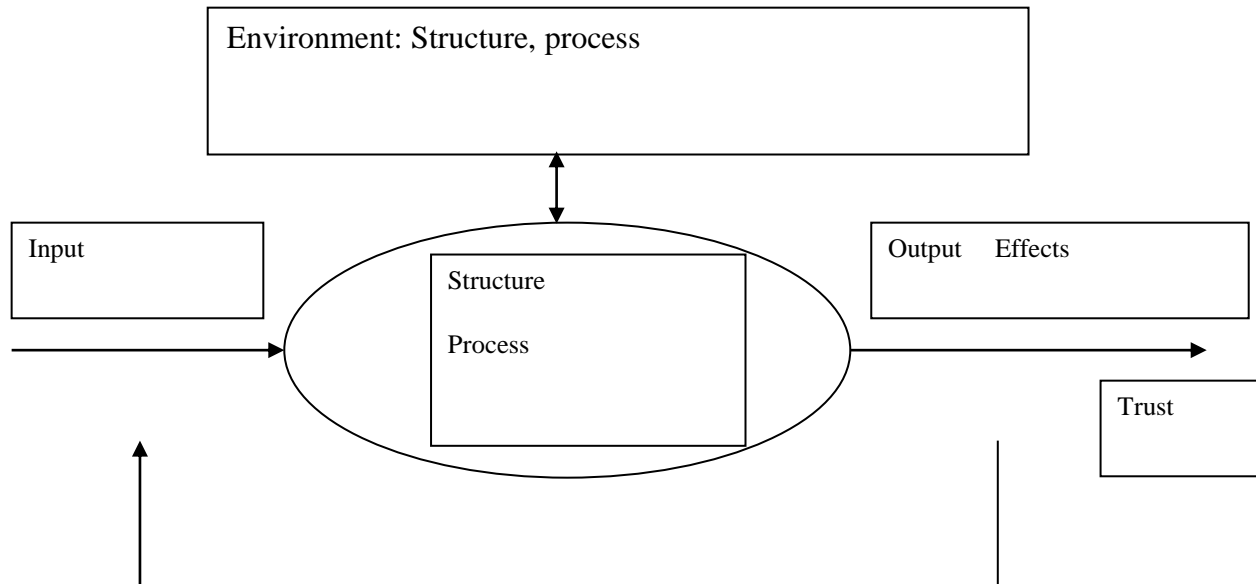 Environment: Structure, process
Input
Structure
Process
Output Effects
Trust